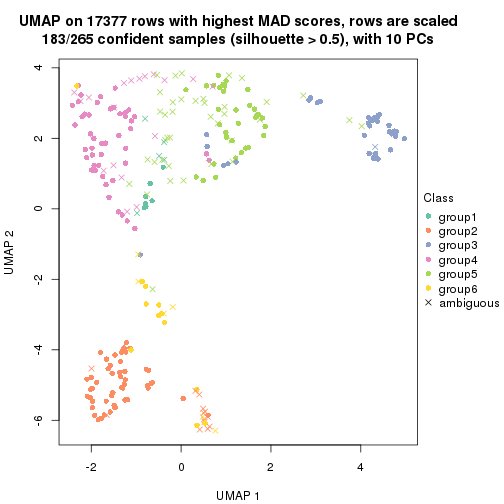 UMAP on 17377 rows with highest MAD scores, rows are scaled
183/265 confident samples (silhouette > 0.5), with 10 PCs
4
2
0
-2
-4
-6
UMAP 2
-2
0
2
4
UMAP 1
Class
group1
group2
group3
group4
group5
group6
ambiguous